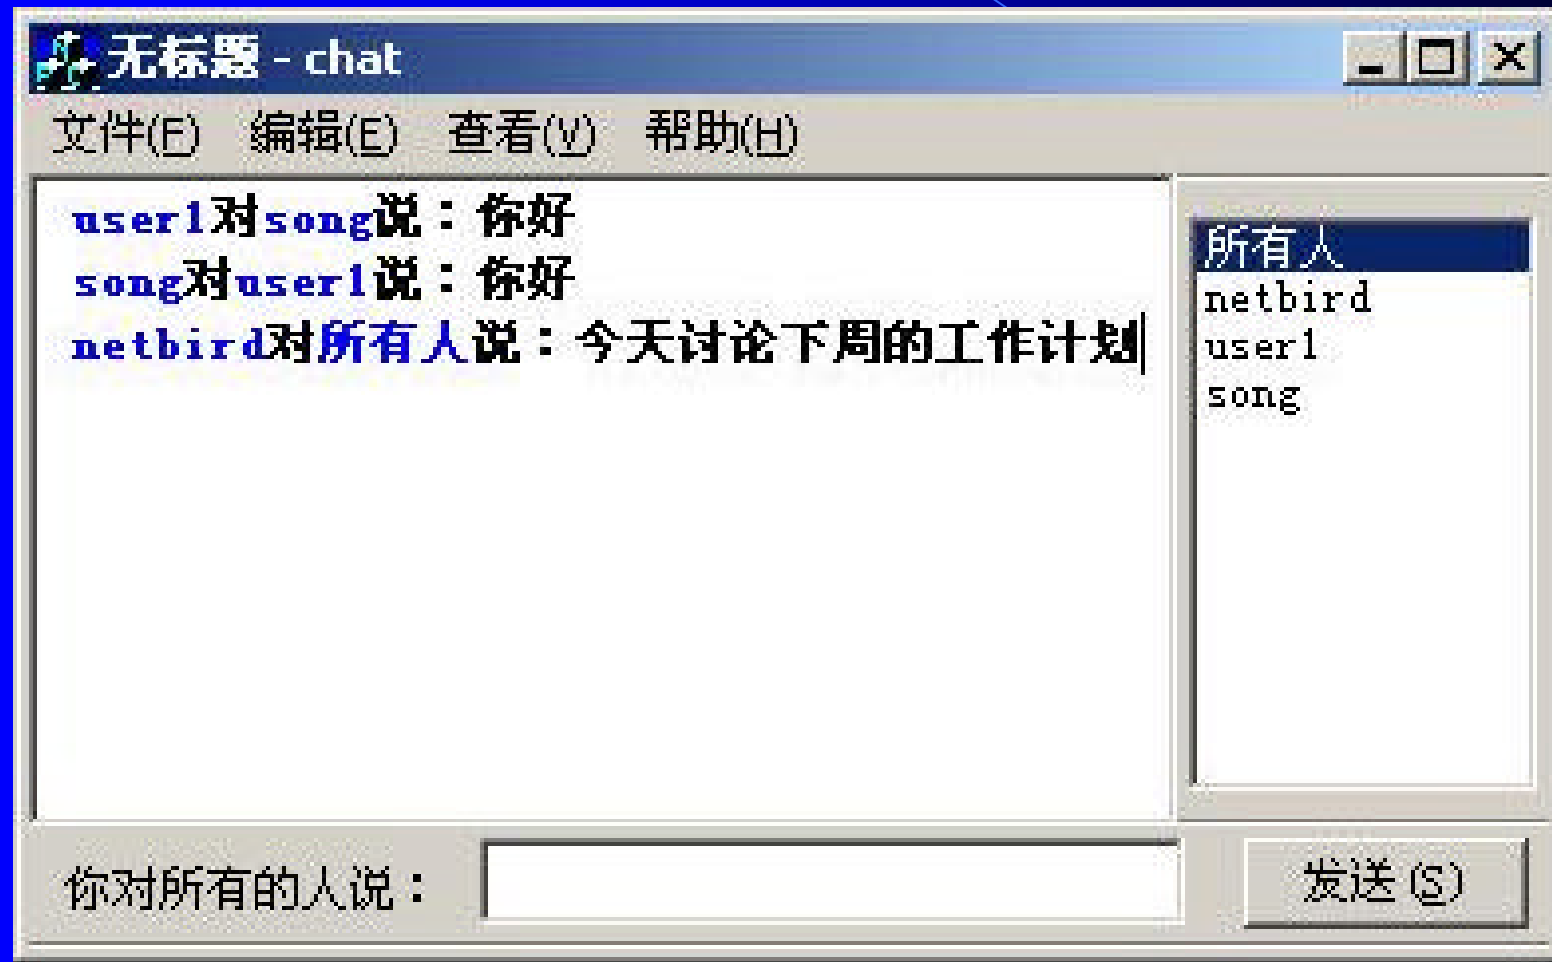 无标题 - chat
文件(F) 编辑(E) 查看(V) 帮助(H)
user1对song说：你好
song对user1说：你好
netbird对所有人说：今天讨论下周的工作计划
所有人
netbird
user1
song
你对所有的人说：
发送(S)